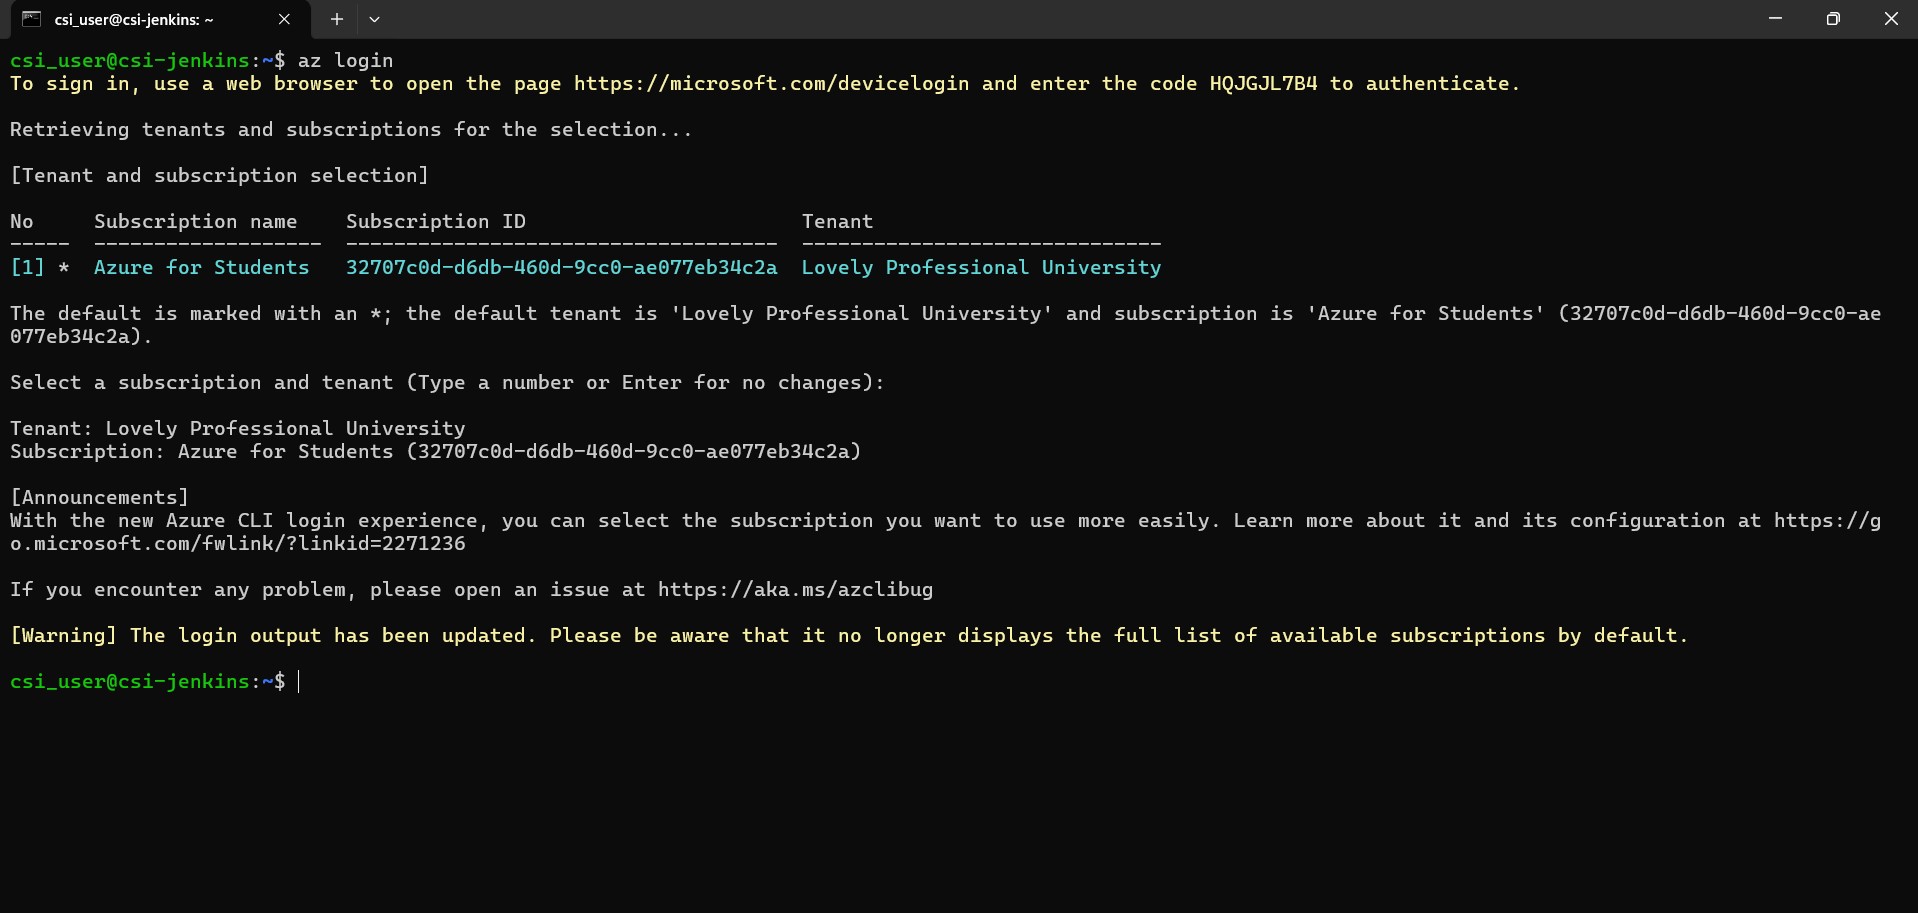 csi_user@csi-jenkins: ~
csi_user@csi-jenkins:~$ az login
To sign in, use a web browser to open the page https://microsoft.com/devicelogin and enter the code HQJGJL7B4 to authenticate.
Retrieving tenants and subscriptions for the selection...
[Tenant and subscription selection]
No     Subscription name    Subscription ID                       Tenant
-----  -------------------  ------------------------------------  ------------------------------
[1] *  Azure for Students   32707c0d-d6db-460d-9cc0-ae077eb34c2a  Lovely Professional University
The default is marked with an *; the default tenant is 'Lovely Professional University' and subscription is 'Azure for Students' (32707c0d-d6db-460d-9cc0-ae
077eb34c2a).
Select a subscription and tenant (Type a number or Enter for no changes):
Tenant: Lovely Professional University
Subscription: Azure for Students (32707c0d-d6db-460d-9cc0-ae077eb34c2a)
[Announcements]
With the new Azure CLI login experience, you can select the subscription you want to use more easily. Learn more about it and its configuration at https://g
o.microsoft.com/fwlink/?linkid=2271236
If you encounter any problem, please open an issue at https://aka.ms/azclibug
[Warning] The login output has been updated. Please be aware that it no longer displays the full list of available subscriptions by default.
csi_user@csi-jenkins:~$